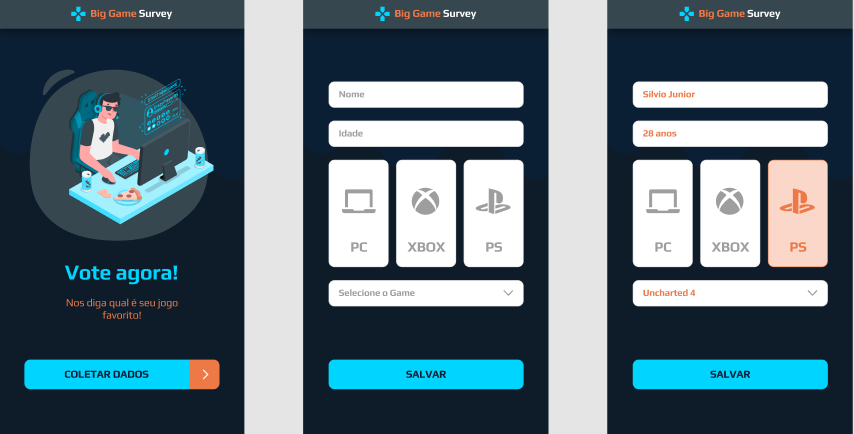 Big Game Survey
Vote agora!
Nos diga qual é seu jogo
favorito!
COLETAR DADOS
Big Game Survey
Nome
Idade
PC XBOX PS
Selecione o Game
SALVAR
Big Game Survey
Silvio Junior
28 anos
PC XBOX PS
Uncharted 4
SALVAR